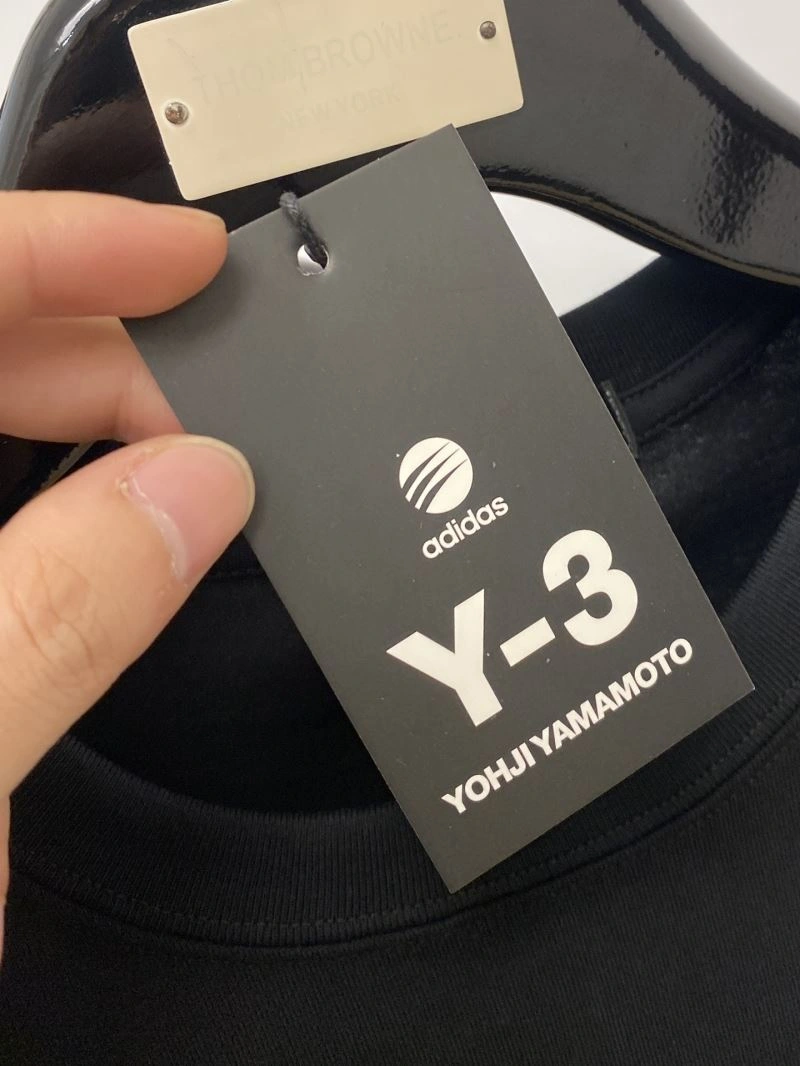 THOM BROWNE.
NEW YORK
adidas
Y-3
YOHJI YAMAMOTO